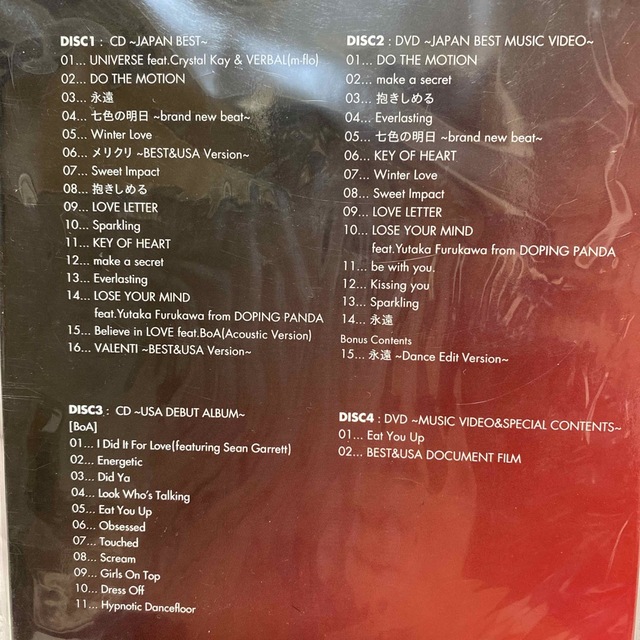 DISC1 : CD ~JAPAN BEST~
01... UNIVERSE feat.Crystal Kay & VERBAL(m-flo)
02... DO THE MOTION
03... 永遠
04... 七色の明日 ~brand new beat~
05... Winter Love
06... メリクリ ~BEST&USA Version~
07... Sweet Impact
08... 抱きしめる
09... LOVE LETTER
10... Sparkling
11... KEY OF HEART
12... make a secret
13... Everlasting
14... LOSE YOUR MIND
feat.Yutaka Furukawa from DOPING PANDA
15... Believe in LOVE feat.BoA(Acoustic Version)
16... VALENTI ~BEST&USA Version~
DISC2 : DVD ~JAPAN BEST MUSIC VIDEO~
01... DO THE MOTION
02... make a secret
03... 抱きしめる
04... Everlasting
05... 七色の明日 ~brand new beat~
06... KEY OF HEART
07... Winter Love
08... Sweet Impact
09... LOVE LETTER
10... LOSE YOUR MIND
feat.Yutaka Furukawa from DOPING PANDA
11... be with you.
12... Kissing you
13... Sparkling
14... 永遠
Bonus Contents
15... 永遠 ~Dance Edit Version~
DISC3 : CD ~USA DEBUT ALBUM~
[BoA]
01... I Did It For Love(featuring Sean Garrett)
02... Energetic
03... Did Ya
04... Look Who's Talking
05... Eat You Up
06... Obsessed
07... Touched
08... Scream
09... Girls On Top
10... Dress Off
11... Hypnotic Dancefloor
DISC4 : DVD ~MUSIC VIDEO&SPECIAL CONTENTS~
01... Eat You Up
02... BEST&USA DOCUMENT FILM